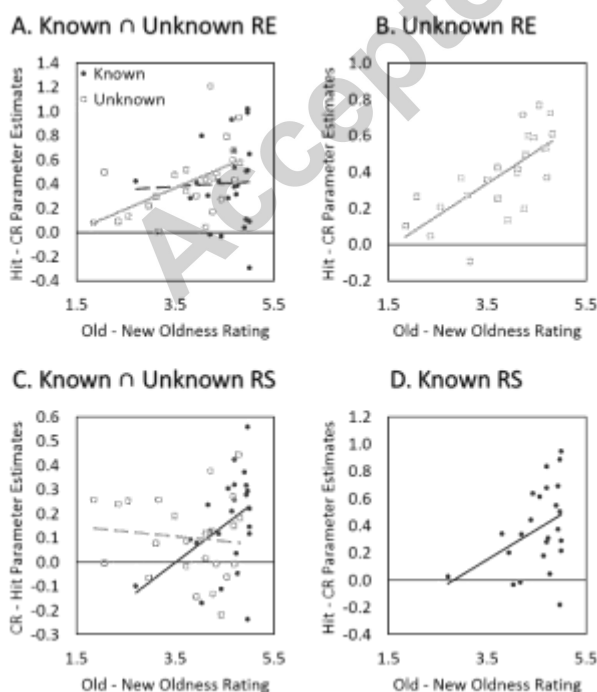 A. Known ∩ Unknown RE
Hit - CR Parameter Estimates
1.4
1.2
1.0
0.8
0.6
0.4
0.2
0.0
-0.2
-0.4
Known
Unknown
1.5 3.5 5.5
Old - New Oldness Rating
B. Unknown RE
Hit - CR Parameter Estimates
1.0
0.8
0.6
0.4
0.2
0.0
-0.2
1.5 3.5 5.5
Old - New Oldness Rating
C. Known ∩ Unknown RS
CR - Hit Parameter Estimates
0.6
0.5
0.4
0.3
0.2
0.1
0.0
-0.1
-0.2
-0.3
1.5 3.5 5.5
Old - New Oldness Rating
D. Known RS
Hit - CR Parameter Estimates
1.2
1.0
0.8
0.6
0.4
0.2
0.0
-0.2
-0.4
1.5 3.5 5.5
Old - New Oldness Rating
Accepte